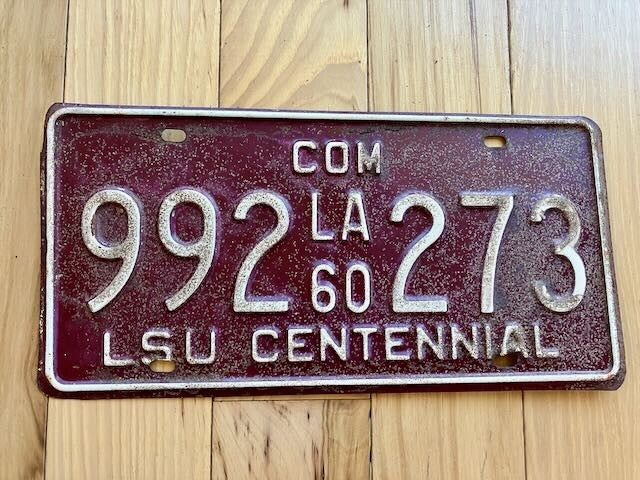 COM
992 LA 60 273
LSU CENTENNIAL